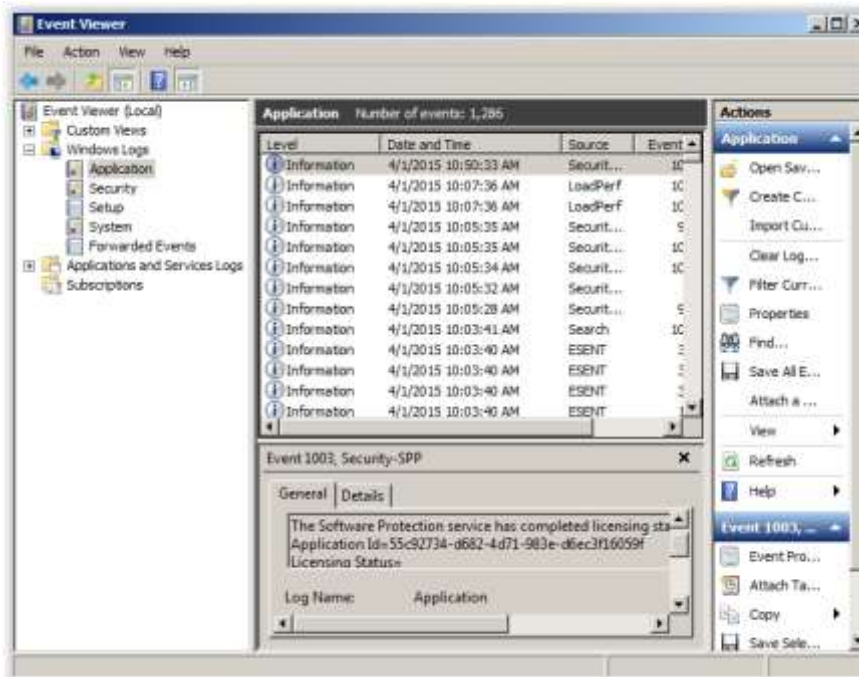 Event Viewer
File Action View Help
Event Viewer (Local)
Custom Views
Windows Logs
Application
Security
Setup
System
Forwarded Events
Applications and Services Logs
Subscriptions
Application Number of events: 1,286
Level Date and Time Source Event
Information 4/1/2015 10:50:33 AM Securit... 10
Information 4/1/2015 10:07:36 AM LoadPerf 10
Information 4/1/2015 10:07:36 AM LoadPerf 10
Information 4/1/2015 10:05:35 AM Securit... 9
Information 4/1/2015 10:05:35 AM Securit... 10
Information 4/1/2015 10:05:34 AM Securit... 10
Information 4/1/2015 10:05:32 AM Securit...
Information 4/1/2015 10:05:28 AM Securit... 9
Information 4/1/2015 10:03:41 AM Search 10
Information 4/1/2015 10:03:40 AM ESENT
Information 4/1/2015 10:03:40 AM ESENT
Information 4/1/2015 10:03:40 AM ESENT
Information 4/1/2015 10:03:40 AM ESENT
Event 1003, Security-SPP
General Details
The Software Protection service has completed licensing sta
Application Id=55c92734-d682-4d71-983e-d6ec3f16059f
Licensing Status=
Log Name: Application
Actions
Application
Open Sav...
Create C...
Import Cu...
Clear Log...
Filter Curr...
Properties
Find...
Save All E...
Attach a ...
View
Refresh
Help
Event 1003, ...
Event Pro...
Attach Ta...
Copy
Save Sele...